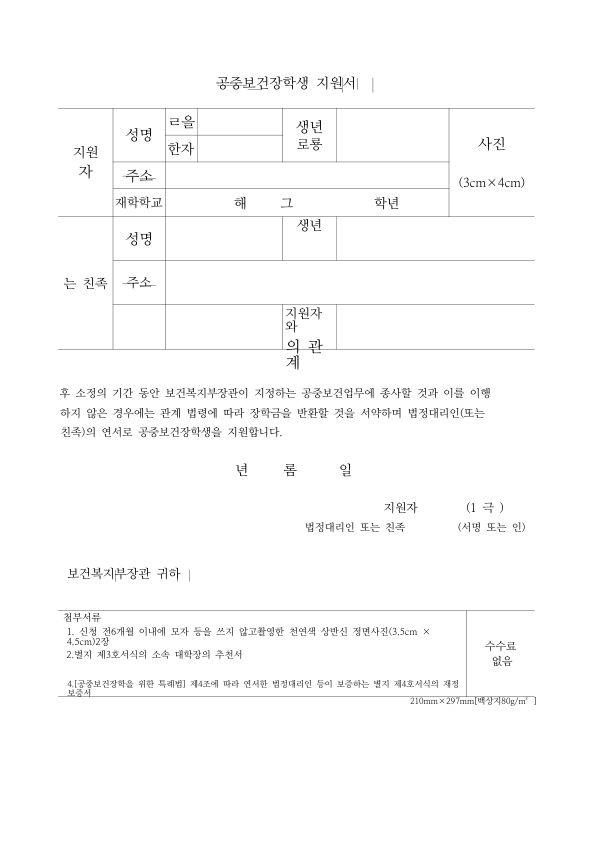 공중보건장학생 지원서
지원
자
성명
ㄹ을
한자
생년
로룡
사진
(3cm×4cm)
주소
재학학교
해 그 학년
는 친족
성명
생년
주소
지원자
와
의 관
계
후 소정의 기간 동안 보건복지부장관이 지정하는 공중보건업무에 종사할 것과 이를 이행
하지 않은 경우에는 관계 법령에 따라 장학금을 반환할 것을 서약하며 법정대리인(또는
친족)의 연서로 공중보건장학생을 지원합니다.
년 롬 일
지원자 (1 극 )
법정대리인 또는 친족 (서명 또는 인)
보건복지부장관 귀하
첨부서류
1. 신청 전6개월 이내에 모자 등을 쓰지 않고촬영한 천연색 상반신 정면사진(3.5cm ×
4.5cm)2장
2.별지 제3호서식의 소속 대학장의 추천서
4.[공중보건장학을 위한 특례법] 제4조에 따라 연서한 법정대리인 등이 보증하는 별지 제4호서식의 재정
보증서
수수료
없음
210mm×297mm[백상지80g/㎡ ]